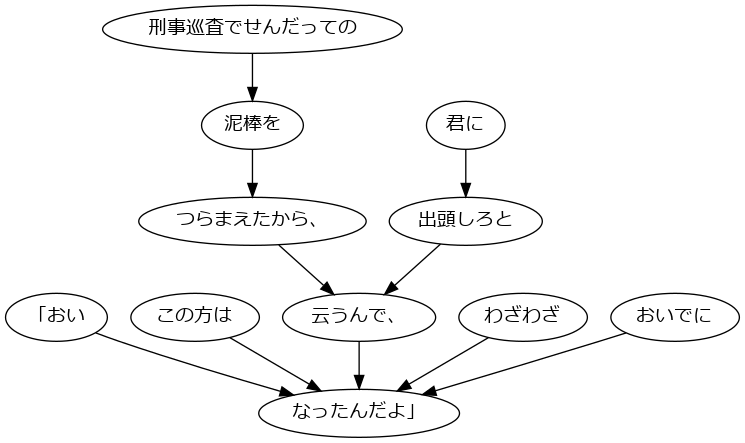 刑事巡査でせんだっての
泥棒を
君に
つらまえたから、
出頭しろと
「おい
この方は
云うんで、
わざわざ
おいでに
なったんだよ」